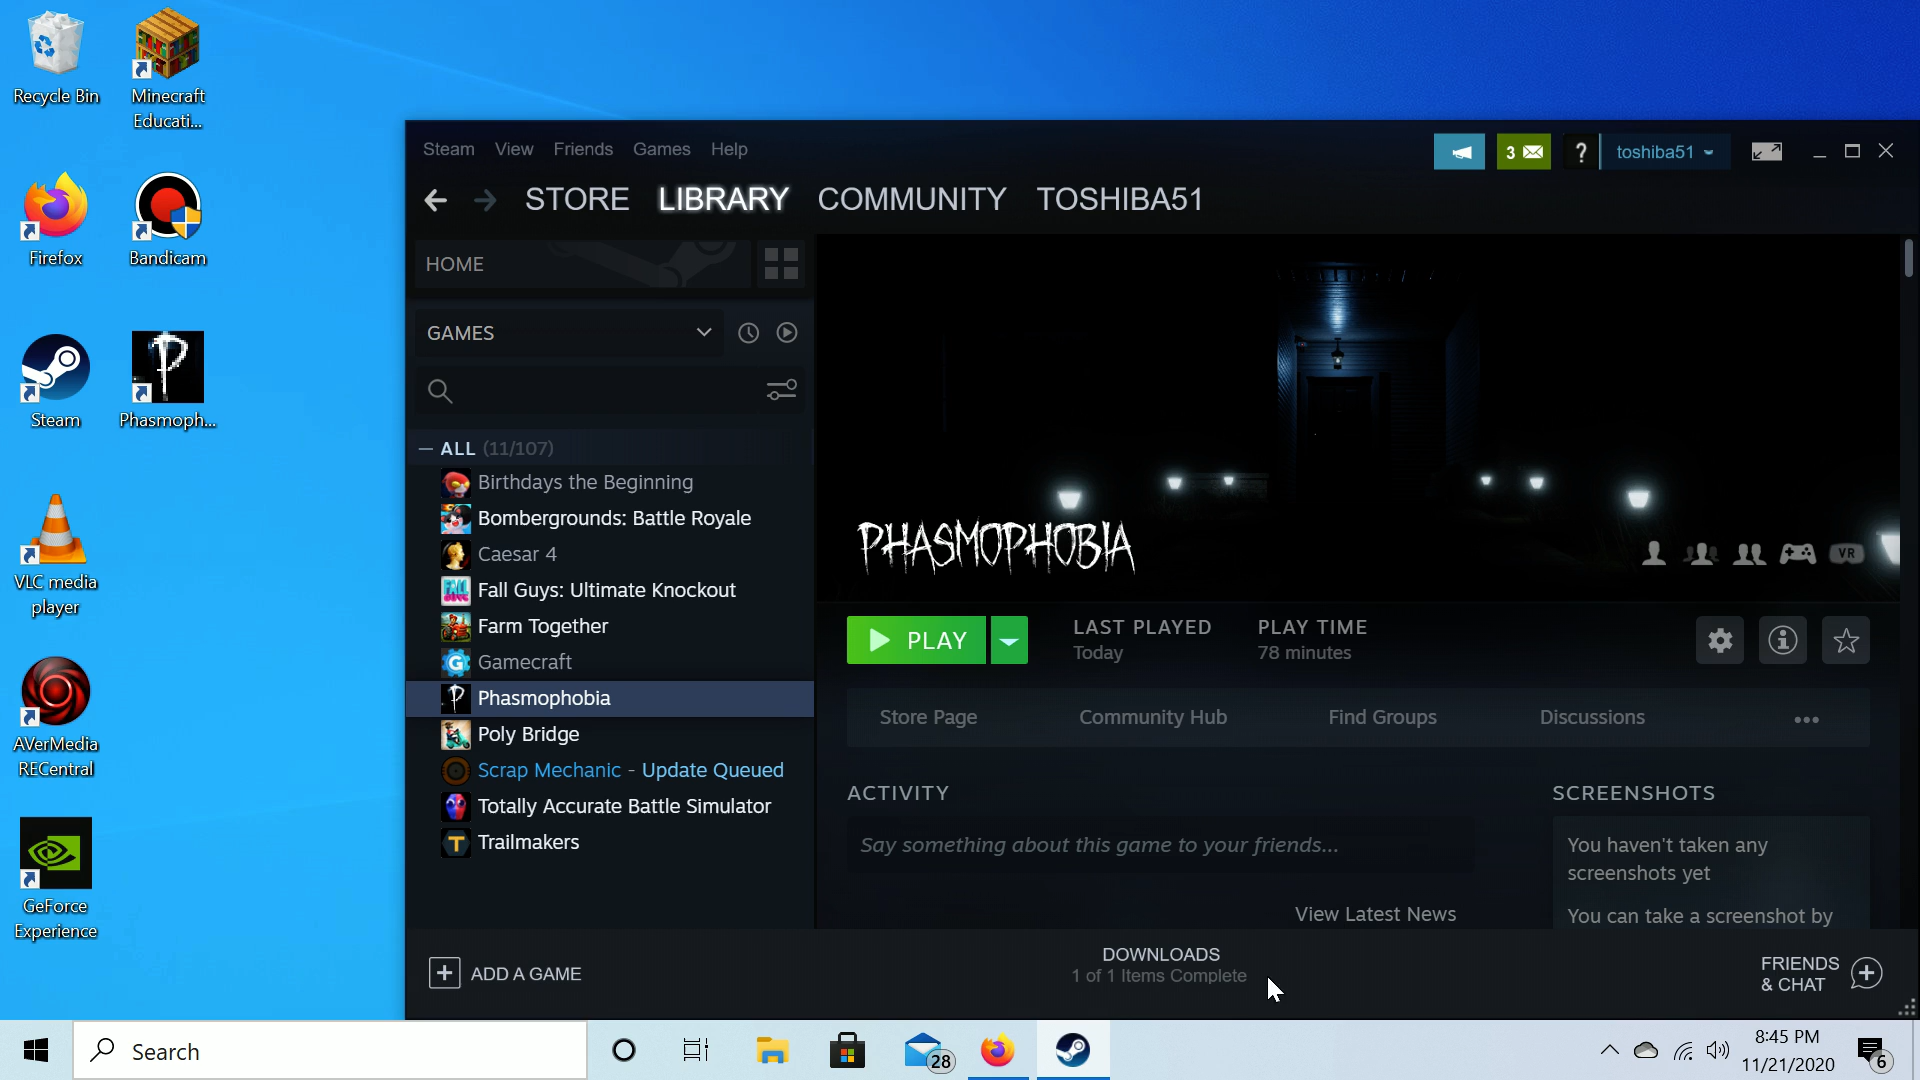 Recycle Bin
Minecraft
Educati...
Firefox
Bandicam
Steam
Phasmoph...
VLC media
player
AVerMedia
RECentral
GeForce
Experience
Steam View Friends Games Help
3
?
toshiba51
STORE LIBRARY COMMUNITY TOSHIBA51
HOME
GAMES
— ALL (11/107)
Birthdays the Beginning
Bombergrounds: Battle Royale
Caesar 4
Fall Guys: Ultimate Knockout
Farm Together
Gamecraft
Phasmophobia
Poly Bridge
Scrap Mechanic - Update Queued
Totally Accurate Battle Simulator
Trailmakers
PHASMOPHOBIA
VR
PLAY
LAST PLAYED
Today
PLAY TIME
78 minutes
Store Page Community Hub Find Groups Discussions •••
ACTIVITY
Say something about this game to your friends...
View Latest News
SCREENSHOTS
You haven't taken any
screenshots yet
You can take a screenshot by
ADD A GAME
DOWNLOADS
1 of 1 Items Complete
FRIENDS
& CHAT
Search
28
8:45 PM
11/21/2020
6